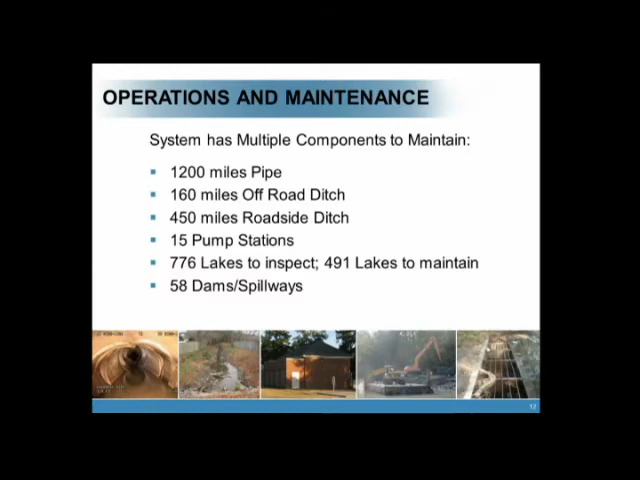 OPERATIONS AND MAINTENANCE
System has Multiple Components to Maintain:
1200 miles Pipe
160 miles Off Road Ditch
450 miles Roadside Ditch
15 Pump Stations
776 Lakes to inspect; 491 Lakes to maintain
58 Dams/Spillways
12